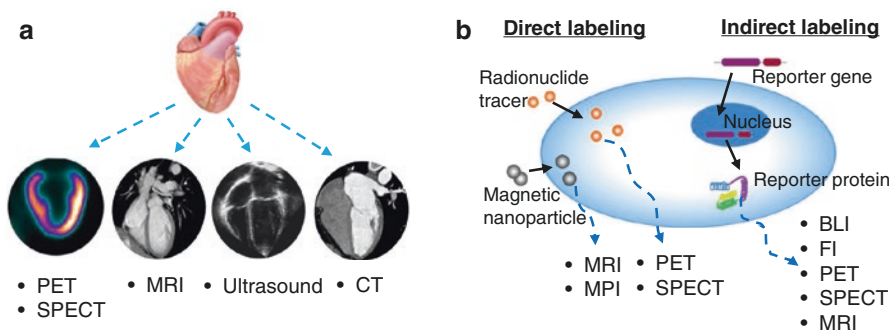 a
• PET
• SPECT
• MRI
• Ultrasound
• CT
b
Direct labeling
Indirect labeling
Radionuclide
tracer
Magnetic
nanoparticle
Reporter gene
Nucleus
Reporter protein
• MRI
• MPI
• PET
• SPECT
• BLI
• FI
• PET
• SPECT
• MRI